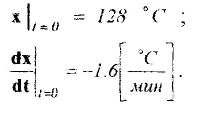 x|t=0 = 128 °C ;
dx/dt|t=0 = -1.6[°C/мин].